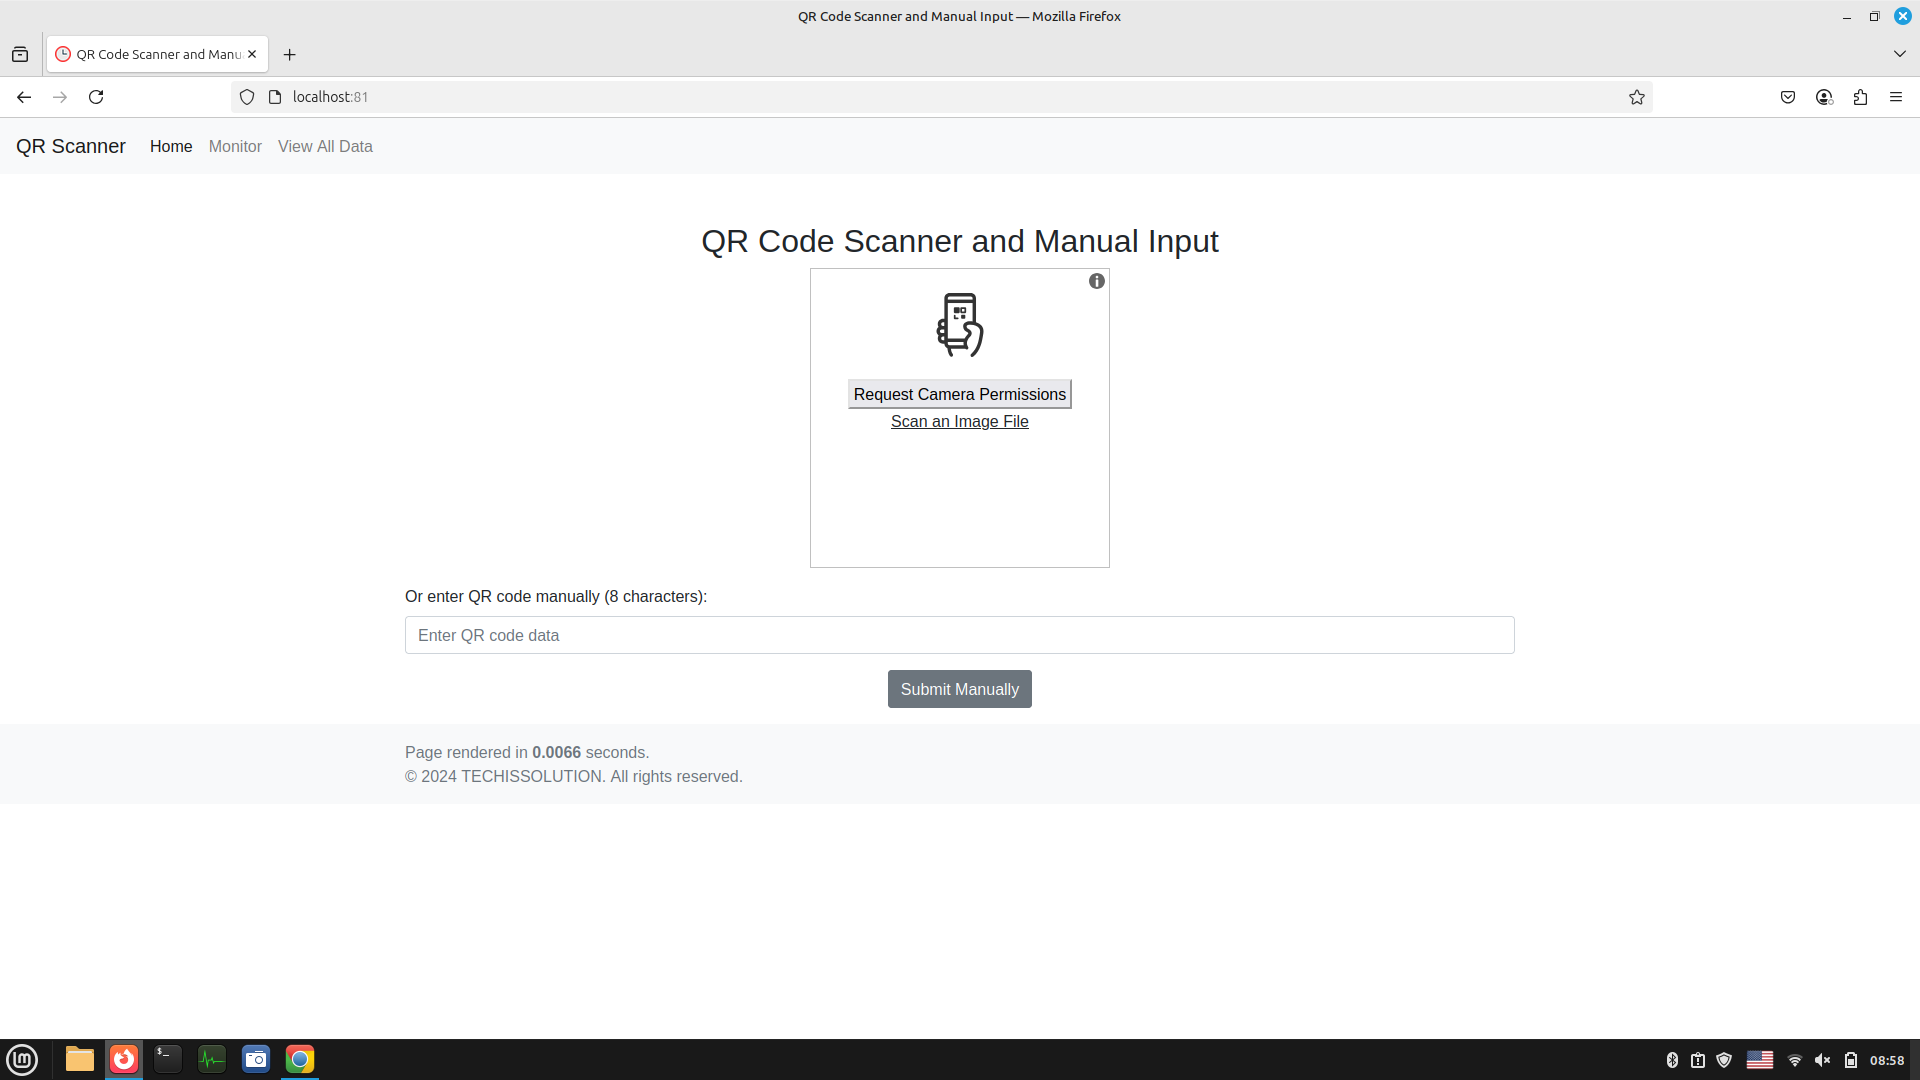 QR Code Scanner and Manual Input — Mozilla Firefox
QR Code Scanner and Manu
localhost:81
QR Scanner Home Monitor View All Data
QR Code Scanner and Manual Input
Request Camera Permissions
Scan an Image File
Or enter QR code manually (8 characters):
Enter QR code data
Submit Manually
Page rendered in 0.0066 seconds.
© 2024 TECHISSOLUTION. All rights reserved.
08:58